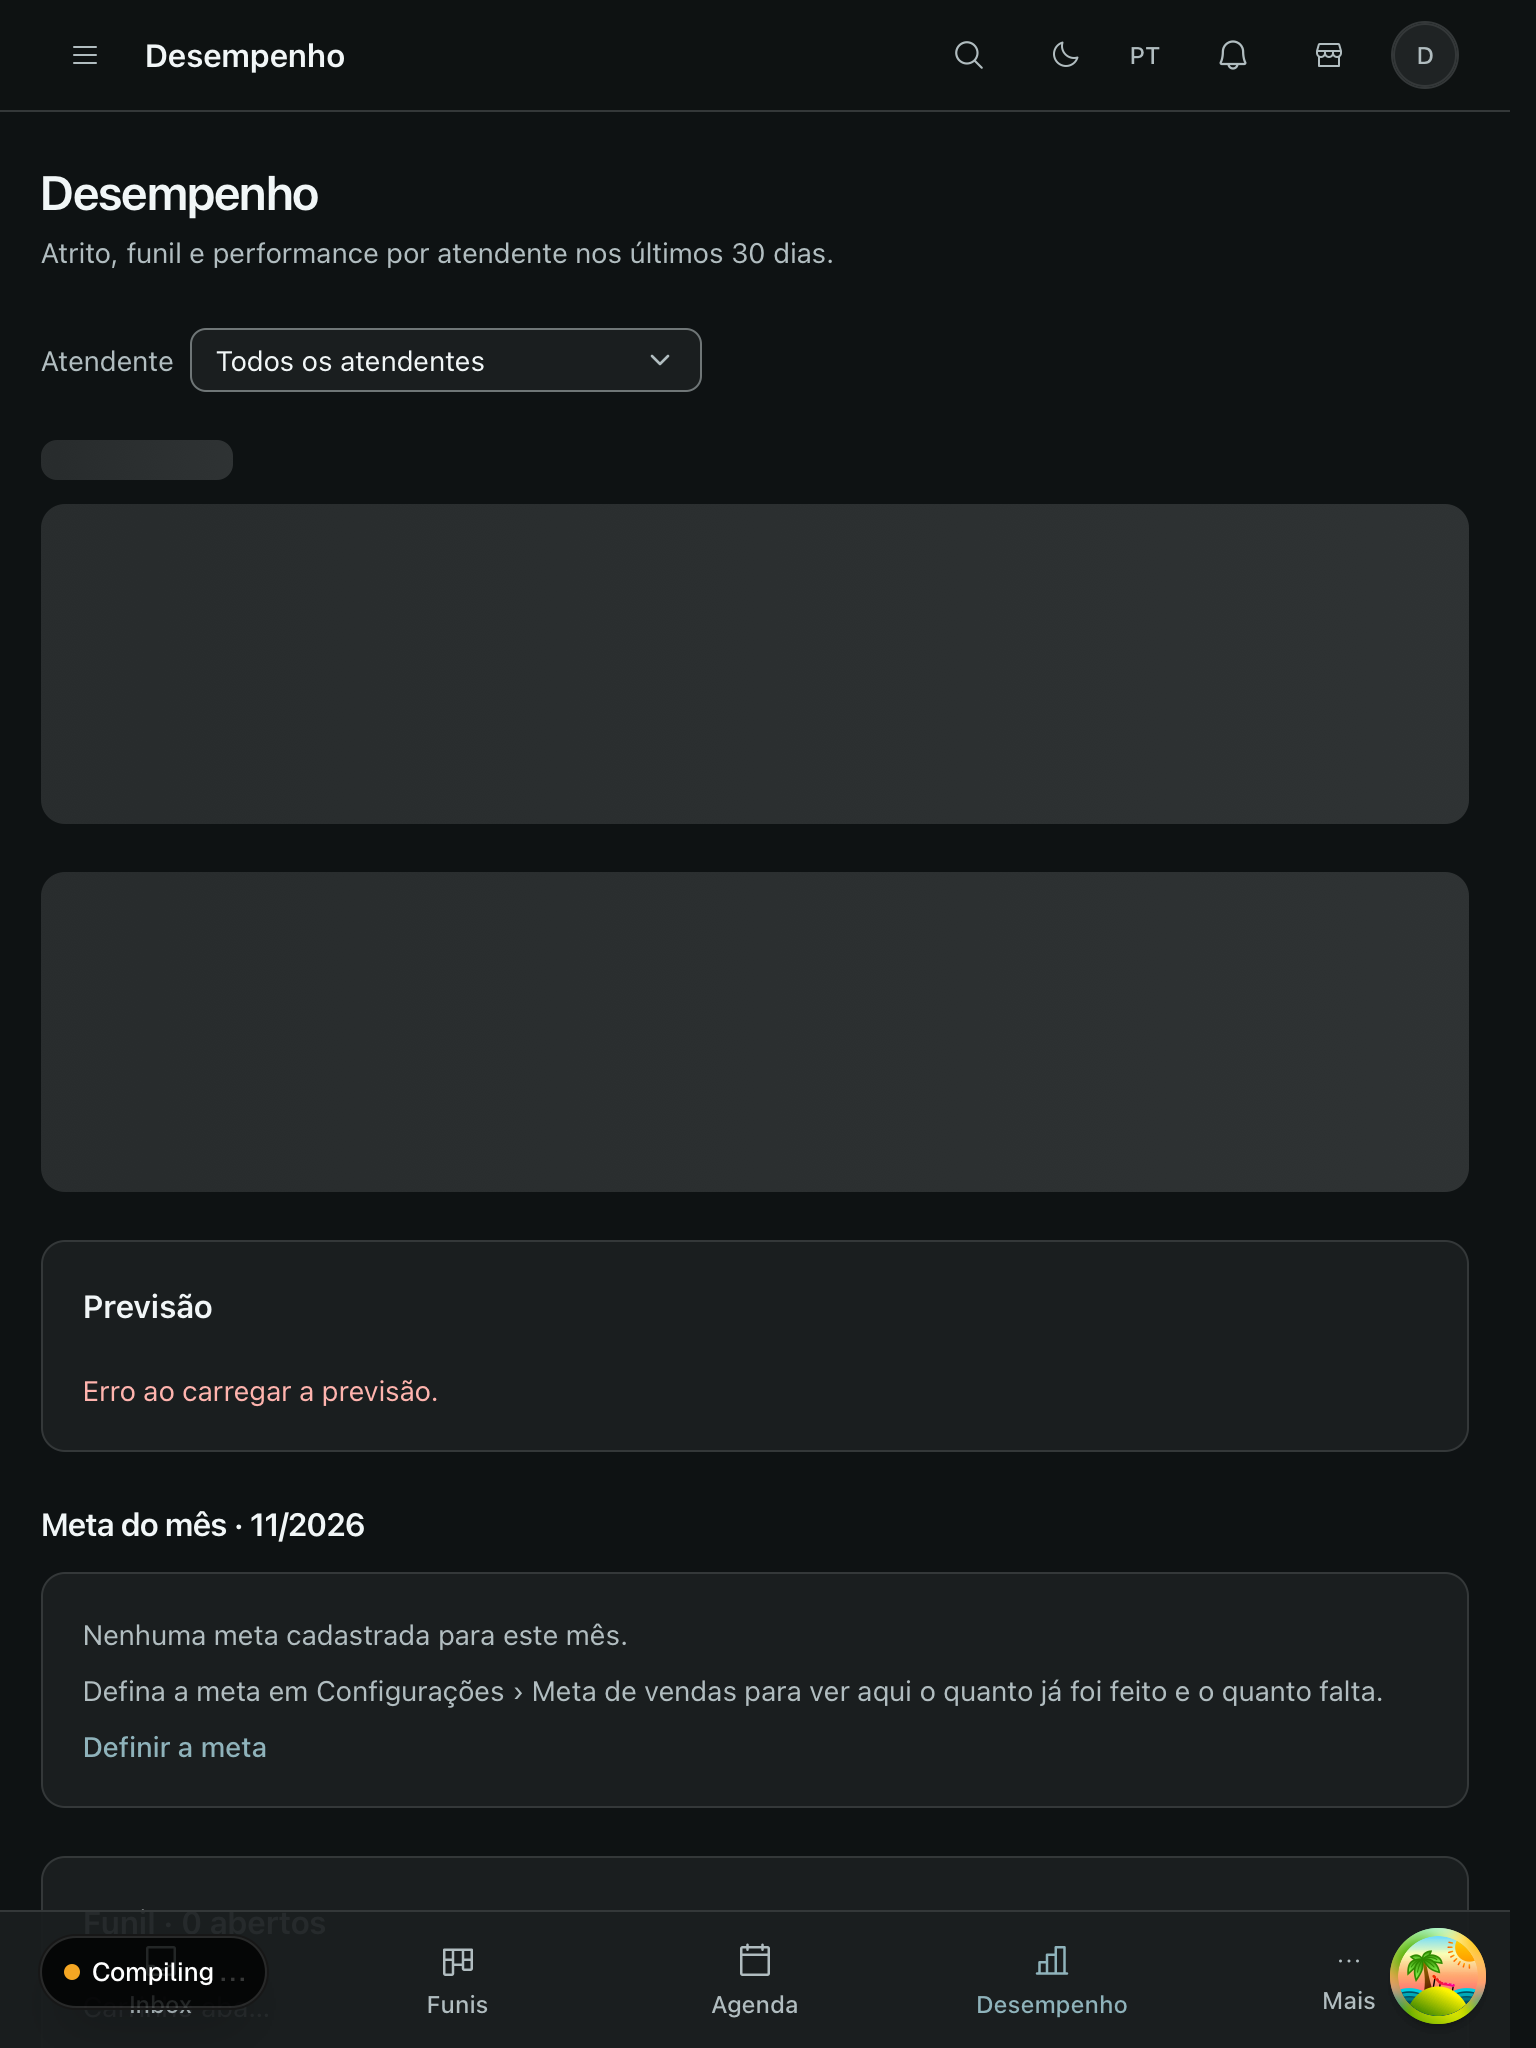 Desempenho
PT
D
Desempenho
Atrito, funil e performance por atendente nos últimos 30 dias.
Atendente
Todos os atendentes
Previsão
Erro ao carregar a previsão.
Meta do mês · 11/2026
Nenhuma meta cadastrada para este mês.
Defina a meta em Configurações › Meta de vendas para ver aqui o quanto já foi feito e o quanto falta.
Definir a meta
Funil · 0 abertos
Compiling ...
Inbox
Funis
Agenda
Desempenho
Mais